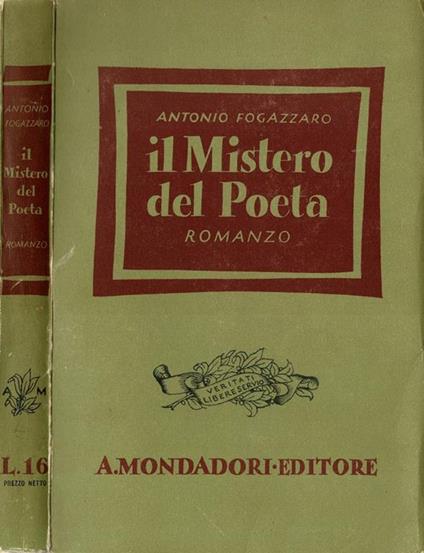 ANTONIO
FOGAZZARO
il
Mistero
del
Poeta
ROMANZO
A M
L.16
PREZZO NETTO
ANTONIO FOGAZZARO
il Mistero
del Poeta
ROMANZO
VERITATI
LIBERE SERVIO
A.MONDADORI·EDITORE